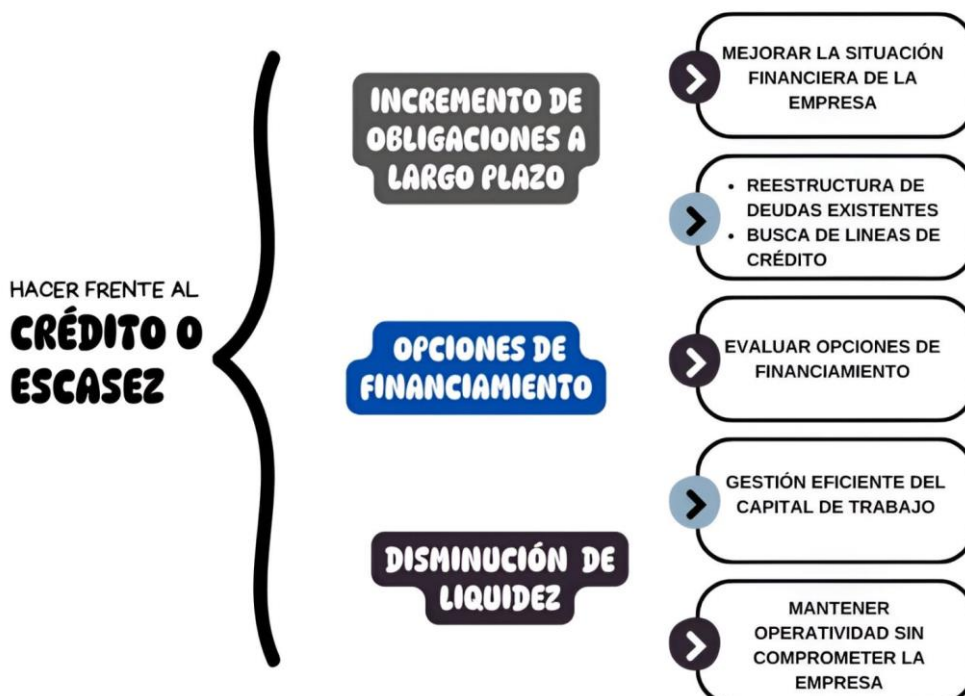 HACER FRENTE AL
CRÉDITO O
ESCASEZ
INCREMENTO DE
OBLIGACIONES A
LARGO PLAZO
OPCIONES DE
FINANCIAMIENTO
DISMINUCIÓN DE
LIQUIDEZ
MEJORAR LA SITUACIÓN
FINANCIERA DE LA
EMPRESA
• REESTRUCTURA DE
DEUDAS EXISTENTES
• BUSCA DE LINEAS DE
CRÉDITO
EVALUAR OPCIONES DE
FINANCIAMIENTO
GESTIÓN EFICIENTE DEL
CAPITAL DE TRABAJO
MANTENER
OPERATIVIDAD SIN
COMPROMETER LA
EMPRESA